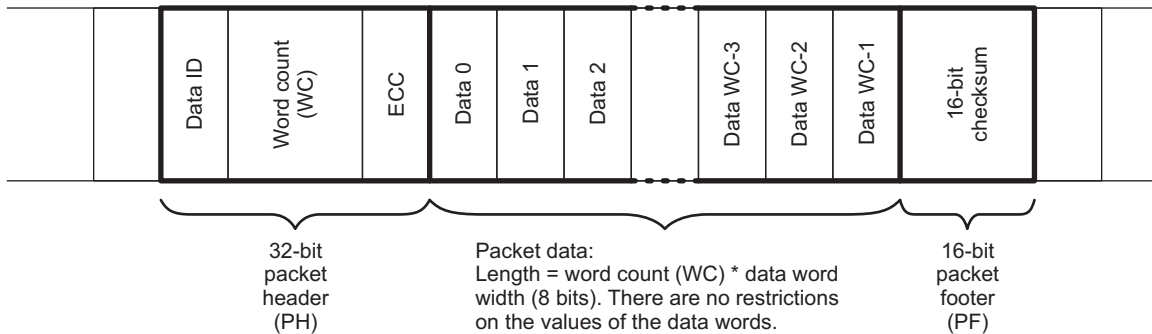 Data ID
Word count
(WC)
ECC
Data 0
Data 1
Data 2
Data WC-3
Data WC-2
Data WC-1
16-bit
checksum
32-bit
packet
header
(PH)
Packet data:
Length = word count (WC) * data word
width (8 bits). There are no restrictions
on the values of the data words.
16-bit
packet
footer
(PF)